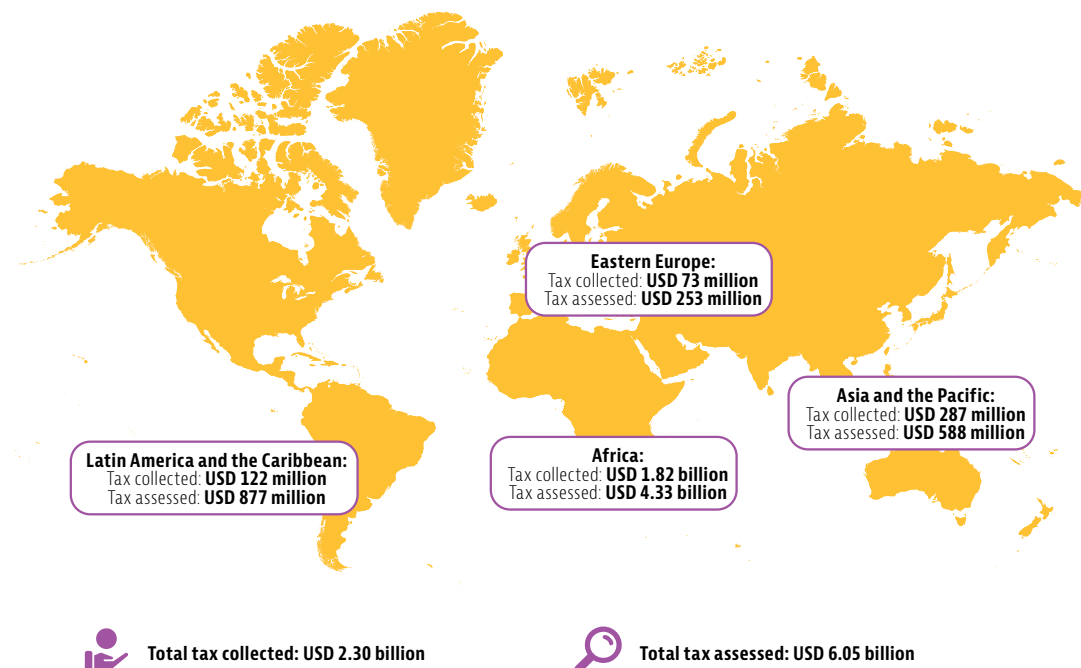 Eastern Europe:
Tax collected: USD 73 million
Tax assessed: USD 253 million
Asia and the Pacific:
Tax collected: USD 287 million
Tax assessed: USD 588 million
Latin America and the Caribbean:
Tax collected: USD 122 million
Tax assessed: USD 877 million
Africa:
Tax collected: USD 1.82 billion
Tax assessed: USD 4.33 billion
Total tax collected: USD 2.30 billion
Total tax assessed: USD 6.05 billion